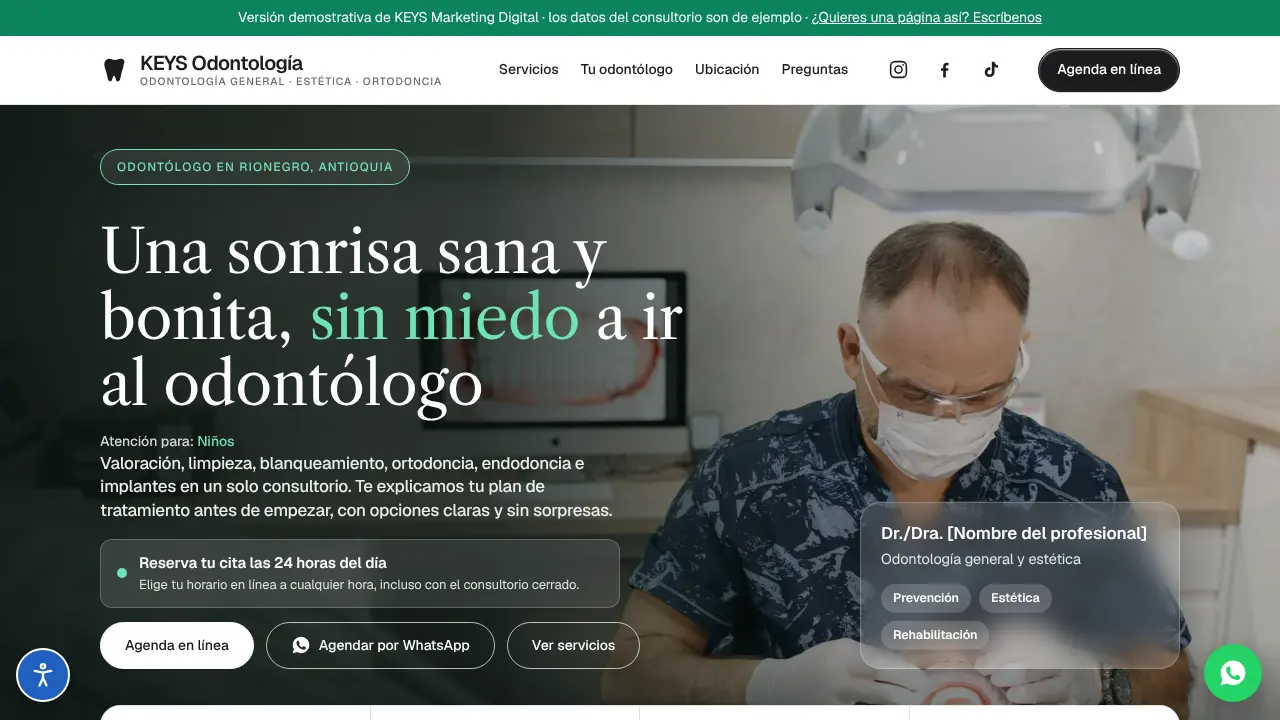 Versión demostrativa de KEYS Marketing Digital · los datos del consultorio son de ejemplo · ¿Quieres una página así? Escríbenos
KEYS Odontología
ODONTOLOGÍA GENERAL · ESTÉTICA · ORTODONCIA
Servicios
Tu odontólogo
Ubicación
Preguntas
Agenda en línea
ODONTÓLOGO EN RIONEGRO, ANTIOQUIA
Una sonrisa sana y
bonita, sin miedo a ir
al odontólogo
Atención para: Niños
Valoración, limpieza, blanqueamiento, ortodoncia, endodoncia e
implantes en un solo consultorio. Te explicamos tu plan de
tratamiento antes de empezar, con opciones claras y sin sorpresas.
Reserva tu cita las 24 horas del día
Elige tu horario en línea a cualquier hora, incluso con el consultorio cerrado.
Agenda en línea
Agendar por WhatsApp
Ver servicios
Dr./Dra. [Nombre del profesional]
Odontología general y estética
Prevención
Estética
Rehabilitación